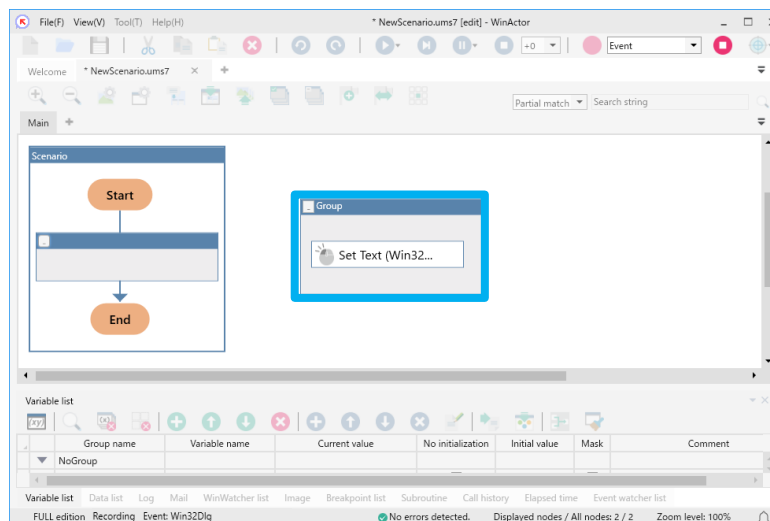 File(F) View(V) Tool(T) Help(H) * NewScenario.ums7 [edit] - WinActor
+0 Event
Welcome * NewScenario.ums7
Partial match Search string
Main
Scenario
Start
Group
Set Text (Win32...
End
Variable list
Group name Variable name Current value No initialization Initial value Mask Comment
NoGroup
Variable list Data list Log Mail WinWatcher list Image Breakpoint list Subroutine Call history Elapsed time Event watcher list
FULL edition Recording Event: Win32Dlg No errors detected. Displayed nodes / All nodes: 2 / 2 Zoom level: 100%